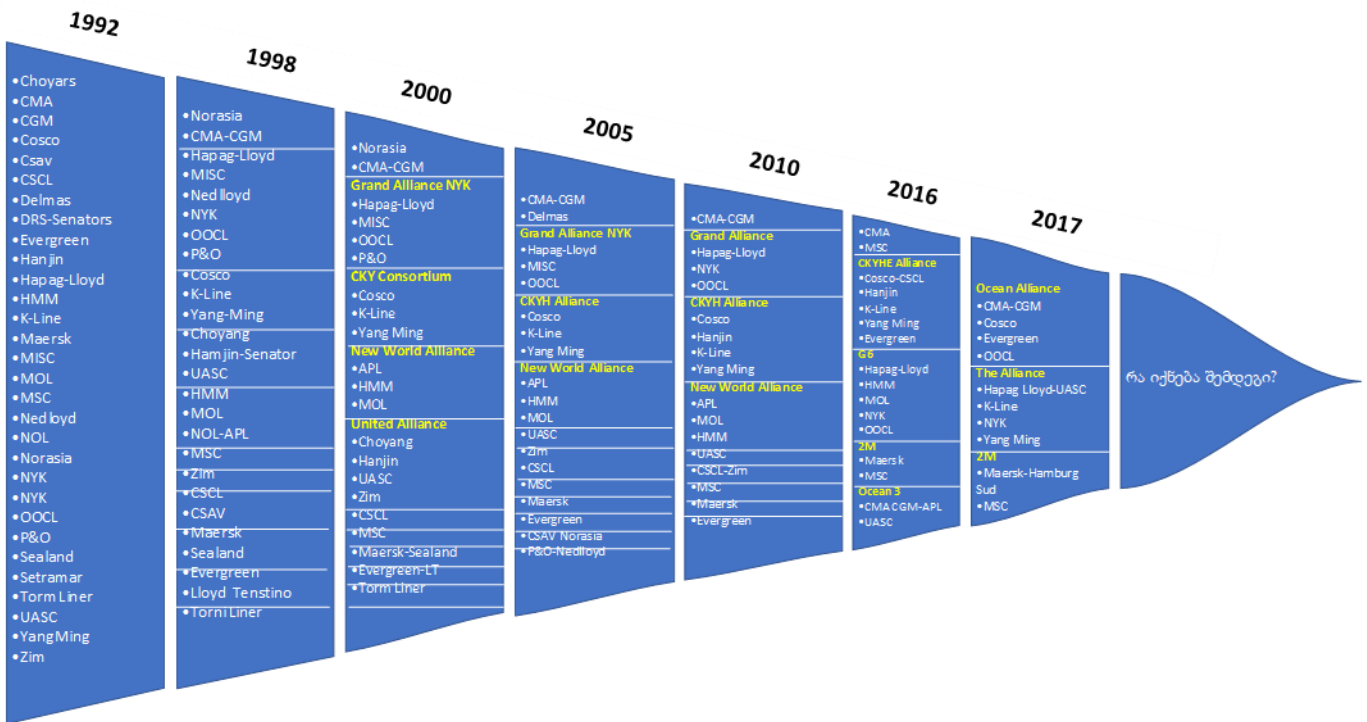 1992
•Choyars
•CMA
•CGM
•Cosco
•Csav
•CSCL
•Delmas
•DRS-Senators
•Evergreen
•Hanjin
•Hapag-Lloyd
•HMM
•K-Line
•Maersk
•MISC
•MOL
•MSC
•Nedloyd
•NOL
•Norasia
•NYK
•NYK
•OOCL
•P&O
•Sealand
•Setramar
•Torm Liner
•UASC
•YangMing
•Zim
1998
•Norasia
•CMA-CGM
•Hapag-Lloyd
•MISC
•Nedlloyd
•NYK
•OOCL
•P&O
•Cosco
•K-Line
•Yang-Ming
•Choyang
•Hamjin-Senator
•UASC
•HMM
•MOL
•NOL-APL
•MSC
•Zim
•CSCL
•CSAV
•Maersk
•Sealand
•Evergreen
•Lloyd Tenstino
•Torni Liner
2000
•Norasia
•CMA-CGM
Grand Alliance NYK
•Hapag-Lloyd
•MISC
•OOCL
•P&O
CKY Consortium
•Cosco
•K-Line
•Yang Ming
New World Alliance
•APL
•HMM
•MOL
United Alliance
•Choyang
•Hanjin
•UASC
•Zim
•CSCL
•MSC
•Maersk-Sealand
•Evergreen-LT
•Torm Liner
2005
•CMA-CGM
•Delmas
Grand Alliance NYK
•Hapag-Lloyd
•MISC
•OOCL
CKYH Alliance
•Cosco
•K-Line
•Yang Ming
New World Alliance
•APL
•HMM
•MOL
•UASC
•Zim
•CSCL
•MSC
•Maersk
•Evergreen
•CSAV Norasia
•P&O-Nedlloyd
2010
•CMA-CGM
Grand Alliance
•Hapag-Lloyd
•NYK
•OOCL
CKYH Alliance
•Cosco
•Hanjin
•K-Line
•Yang Ming
New World Alliance
•APL
•MOL
•HMM
•UASC
•CSCL-Zim
•MSC
•Maersk
•Evergreen
2016
•CMA
•MSC
CKYHE Alliance
•Cosco-CSCL
•Hanjin
•K-Line
•Yang Ming
•Evergreen
G6
•Hapag-Lloyd
•HMM
•MOL
•NYK
•OOCL
2M
•Maersk
•MSC
Ocean 3
•CMA CGM-APL
•UASC
2017
Ocean Alliance
•CMA-CGM
•Cosco
•Evergreen
•OOCL
The Alliance
•Hapag Lloyd-UASC
•K-Line
•NYK
•Yang Ming
2M
•Maersk-Hamburg
Sud
•MSC
რა იქნება შემდეგი?